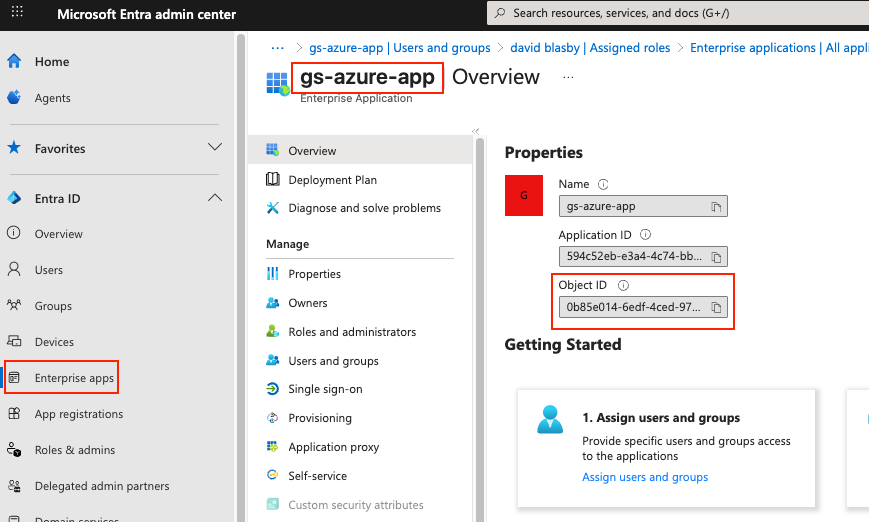 Microsoft Entra admin center
Search resources, services, and docs (G+/)
Home
Agents
Favorites
Entra ID
Overview
Users
Groups
Devices
Enterprise apps
App registrations
Roles & admins
Delegated admin partners
Domain services
··· > gs-azure-app | Users and groups > david blasby | Assigned roles > Enterprise applications | All appli
gs-azure-app Overview ···
Enterprise Application
Overview
Deployment Plan
Diagnose and solve problems
Manage
Properties
Owners
Roles and administrators
Users and groups
Single sign-on
Provisioning
Application proxy
Self-service
Custom security attributes
Properties
G
Name
gs-azure-app
Application ID
594c52eb-e3a4-4c74-bb...
Object ID
0b85e014-6edf-4ced-97...
Getting Started
1. Assign users and groups
Provide specific users and groups access
to the applications
Assign users and groups